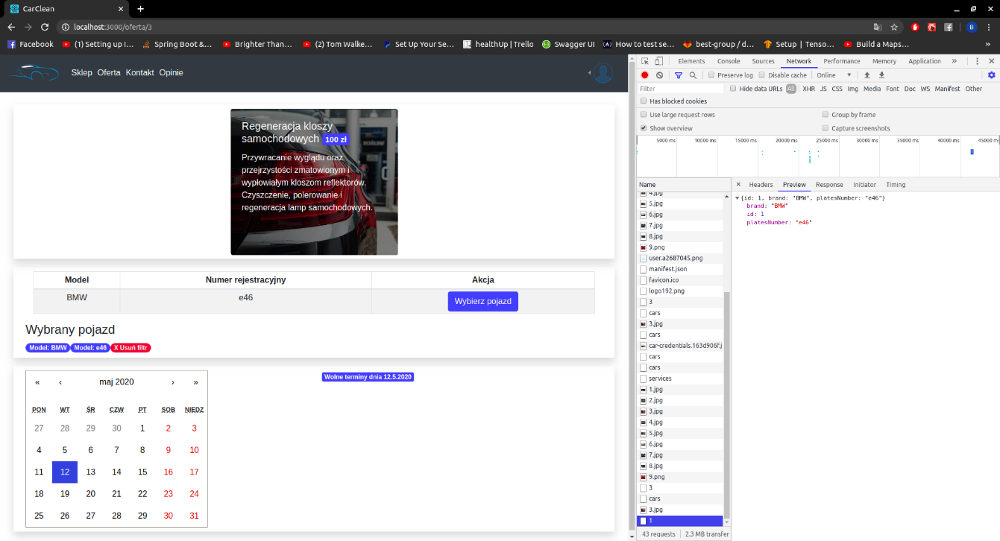 CarClean
localhost:3000/oferta/3
Facebook
(1) Setting up I…
Spring Boot &…
Brighter Than…
(2) Tom Walke…
Set Up Your Se…
healthUp | Trello
Swagger UI
How to test se…
best-group / d…
Setup | Tenso…
Build a Maps…
»
Sklep Oferta Kontakt Opinie
Regeneracja kloszy
samochodowych 100 zł
Przywracanie wyglądu oraz
przejrzystości zmatowionym i
wypłowiałym kloszom reflektorów.
Czyszczenie, polerowanie i
regeneracja lamp samochodowych.
Model Numer rejestracyjny Akcja
BMW e46 Wybierz pojazd
Wybrany pojazd
Model: BMW Model: e46 X Usuń filtr
« ‹ maj 2020 › »
PON WT ŚR CZW PT SOB NIEDZ
27 28 29 30 1 2 3
4 5 6 7 8 9 10
11 12 13 14 15 16 17
18 19 20 21 22 23 24
25 26 27 28 29 30 31
Wolne terminy dnia 12.5.2020
Elements Console Sources Network Performance Memory Application »
Preserve log Disable cache Online
Filter Hide data URLs All XHR JS CSS Img Media Font Doc WS Manifest Other
Has blocked cookies
Use large request rows Group by frame
Show overview Capture screenshots
5000 ms 10000 ms 15000 ms 20000 ms 25000 ms 30000 ms 35000 ms 40000 ms 45000 ms
Name
4.jpg
5.jpg
6.jpg
7.jpg
8.jpg
9.png
user.a2687045.png
manifest.json
favicon.ico
logo192.png
3
cars
3.jpg
cars
car-credentials.163d906f.j
cars
cars
services
1.jpg
2.jpg
3.jpg
4.jpg
5.jpg
6.jpg
7.jpg
8.jpg
9.png
3
cars
3.jpg
1
43 requests 2.3 MB transfer
Headers Preview Response Initiator Timing
{id: 1, brand: "BMW", platesNumber: "e46"}
brand: "BMW"
id: 1
platesNumber: "e46"